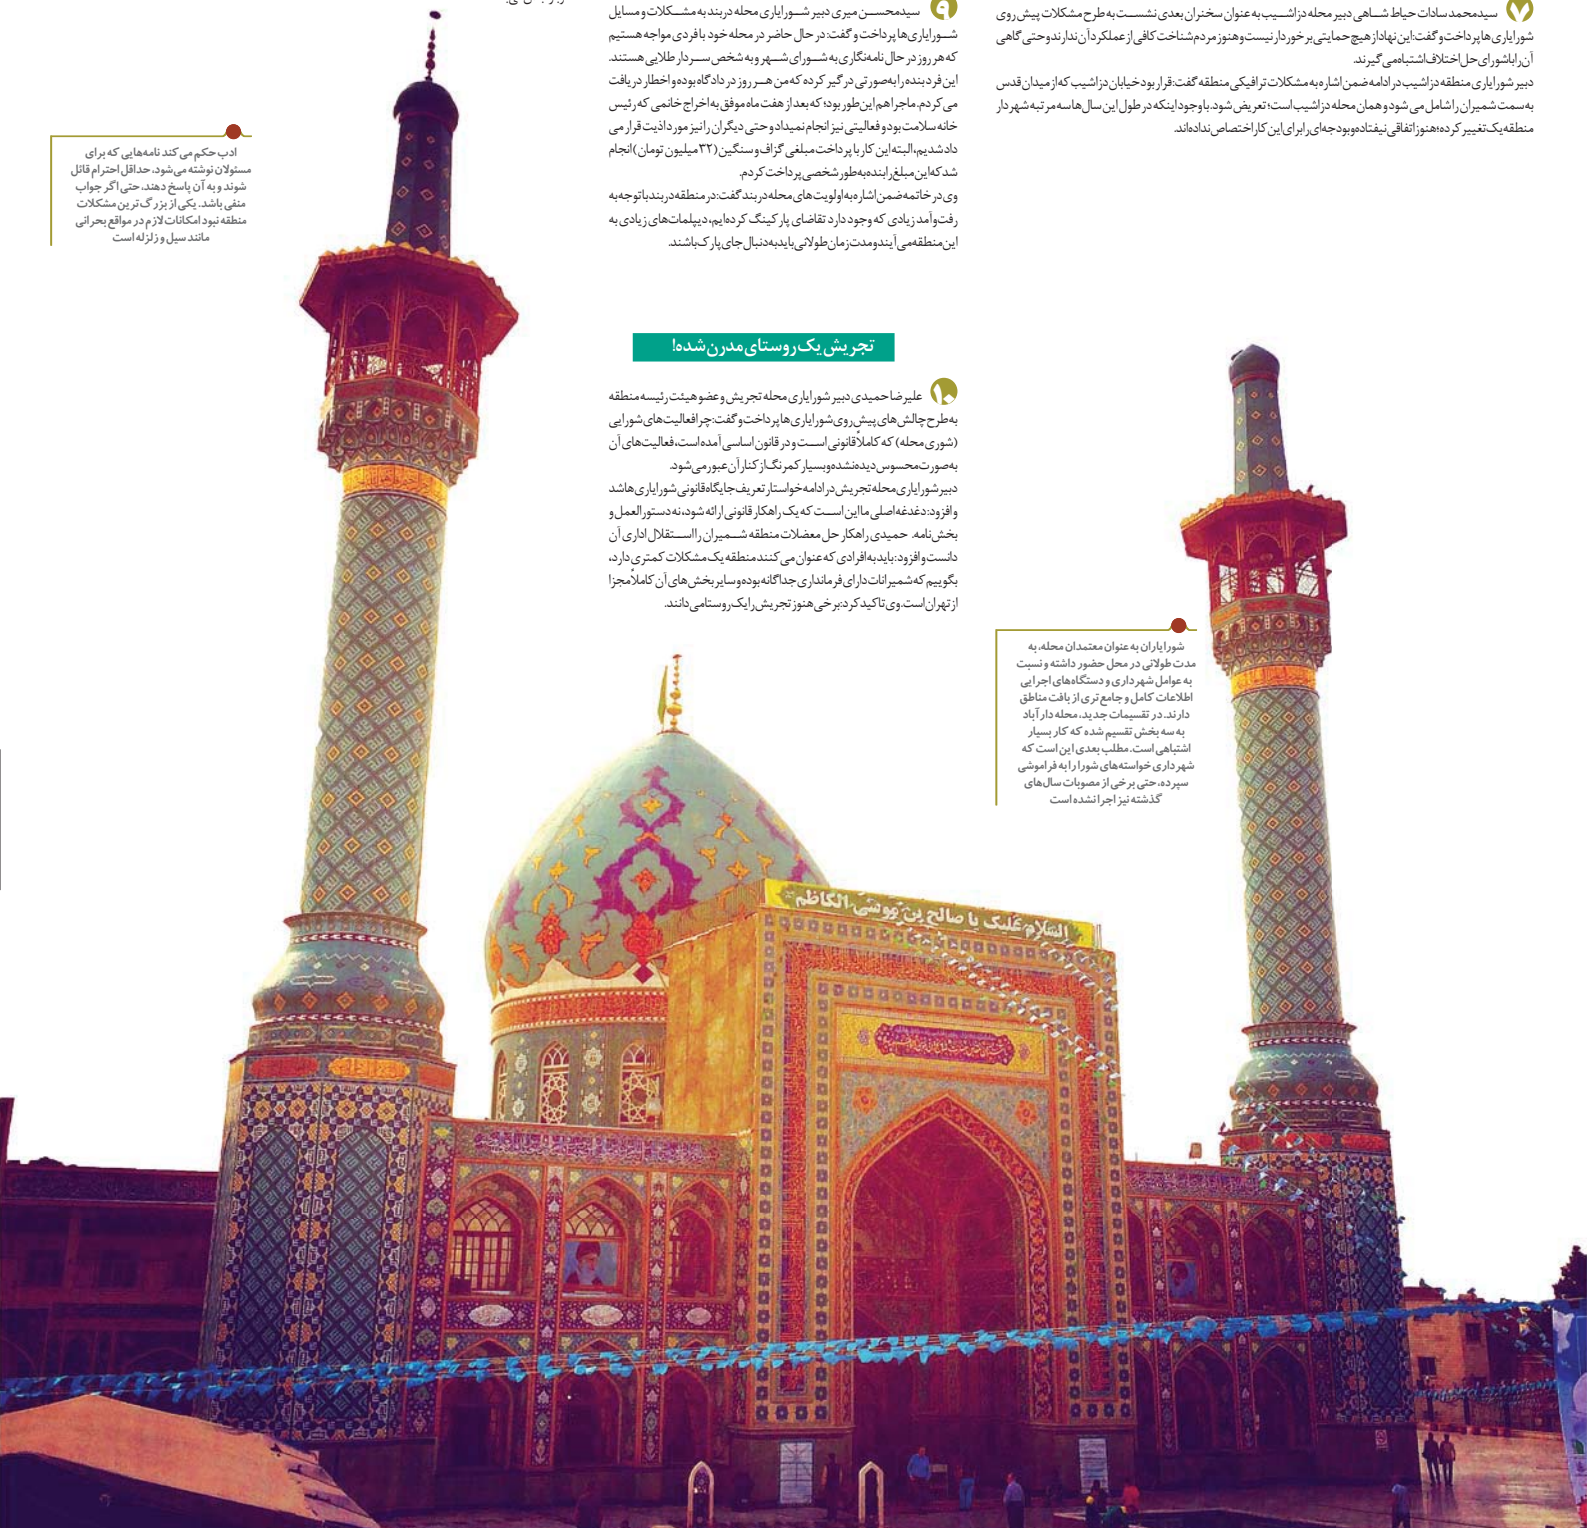 ۷ سیدمحمد سادات حیاط شاهی دبیر محله دزاشیب به عنوان سخنران بعدی نشست به طرح مشکلات پیش روی
شورایاری ها پرداخت و گفت: این نهاد از هیچ حمایتی برخوردار نیست و هنوز مردم شناخت کافی از عملکرد آن ندارند و حتی گاهی
آن را با شورای حل اختلاف اشتباه می گیرند.
دبیر شورایاری منطقه دزاشیب در ادامه ضمن اشاره به مشکلات ترافیکی منطقه گفت: قرار بود خیابان دزاشیب که از میدان قدس
به سمت شمیران را شامل می شود و همان محله دزاشیب است؛ تعریض شود. با وجود اینکه در طول این سال‌ها سه مرتبه شهردار
منطقه یک تغییر کرده؛ هنوز اتفاقی نیفتاده و بودجه‌ای را برای این کار اختصاص نداده‌اند.
شورایاران به عنوان معتمدان محله، به
مدت طولانی در محل حضور داشته و نسبت
به عوامل شهرداری و دستگاه‌های اجرایی
اطلاعات کامل و جامع تری از بافت مناطق
دارند. در تقسیمات جدید، محله دارآباد
به سه بخش تقسیم شده که کار بسیار
اشتباهی است. مطلب بعدی این است که
شهرداری خواسته‌های شورا را به فراموشی
سپرده، حتی برخی از مصوبات سال‌های
گذشته نیز اجرا نشده است
۹ سیدمحسن میری دبیر شورایاری محله دربند به مشکلات و مسایل
شورایاری‌ها پرداخت و گفت: در حال حاضر در محله خود با فردی مواجه هستیم
که هر روز در حال نامه‌نگاری به شورای شهر و به شخص سردار طلایی هستند.
این فرد بنده را به صورتی درگیر کرده که من هر روز در دادگاه بوده و اخطار دریافت
می کردم. ماجرا هم این طور بود؛ که بعد از هفت ماه موفق به اخراج خانمی که رئیس
خانه سلامت بود و فعالیتی نیز انجام نمیداد و حتی دیگران را نیز مورد اذیت قرار می
داد شدیم، البته این کار با پرداخت مبلغی گزاف و سنگین (۳۲ میلیون تومان) انجام
شد که این مبلغ را بنده به طور شخصی پرداخت کردم.
وی در خاتمه ضمن اشاره به اولویت های محله دربند گفت: در منطقه دربند با توجه به
رفت و آمد زیادی که وجود دارد تقاضای پارکینگ کرده‌ایم، دیپلمات‌های زیادی به
این منطقه می آیند و مدت زمان طولانی باید به دنبال جای پارک باشند.
تجریش یک روستای مدرن شده!
۱۰ علیرضا حمیدی دبیر شورایاری محله تجریش و عضو هیئت رئیسه منطقه
به طرح چالش های پیش روی شورایاری ها پرداخت و گفت: چرا فعالیت های شورایی
(شوری محله) که کاملاً قانونی است و در قانون اساسی آمده است، فعالیت های آن
به صورت محسوس دیده نشده و بسیار کمرنگ از کنار آن عبور می شود.
دبیر شورایاری محله تجریش در ادامه خواستار تعریف جایگاه قانونی شورایاری ها شد
و افزود: دغدغه اصلی ما این است که یک راهکار قانونی ارائه شود، نه دستورالعمل و
بخش نامه. حمیدی راهکار حل معضلات منطقه شمیران را استقلال اداری آن
دانست و افزود: باید به افرادی که عنوان می کنند منطقه یک مشکلات کمتری دارد،
بگوییم که شمیرانات دارای فرمانداری جداگانه بوده و سایر بخش های آن کاملاً مجزا
از تهران است. وی تاکید کرد: برخی هنوز تجریش را یک روستا می دانند.
ادب حکم می کند نامه‌هایی که برای
مسئولان نوشته می‌شود، حداقل احترام قائل
شوند و به آن پاسخ دهند، حتی اگر جواب
منفی باشد. یکی از بزرگ ترین مشکلات
منطقه نبود امکانات لازم در مواقع بحرانی
مانند سیل و زلزله است
السلام علیک یا صالح بن موسی الکاظم